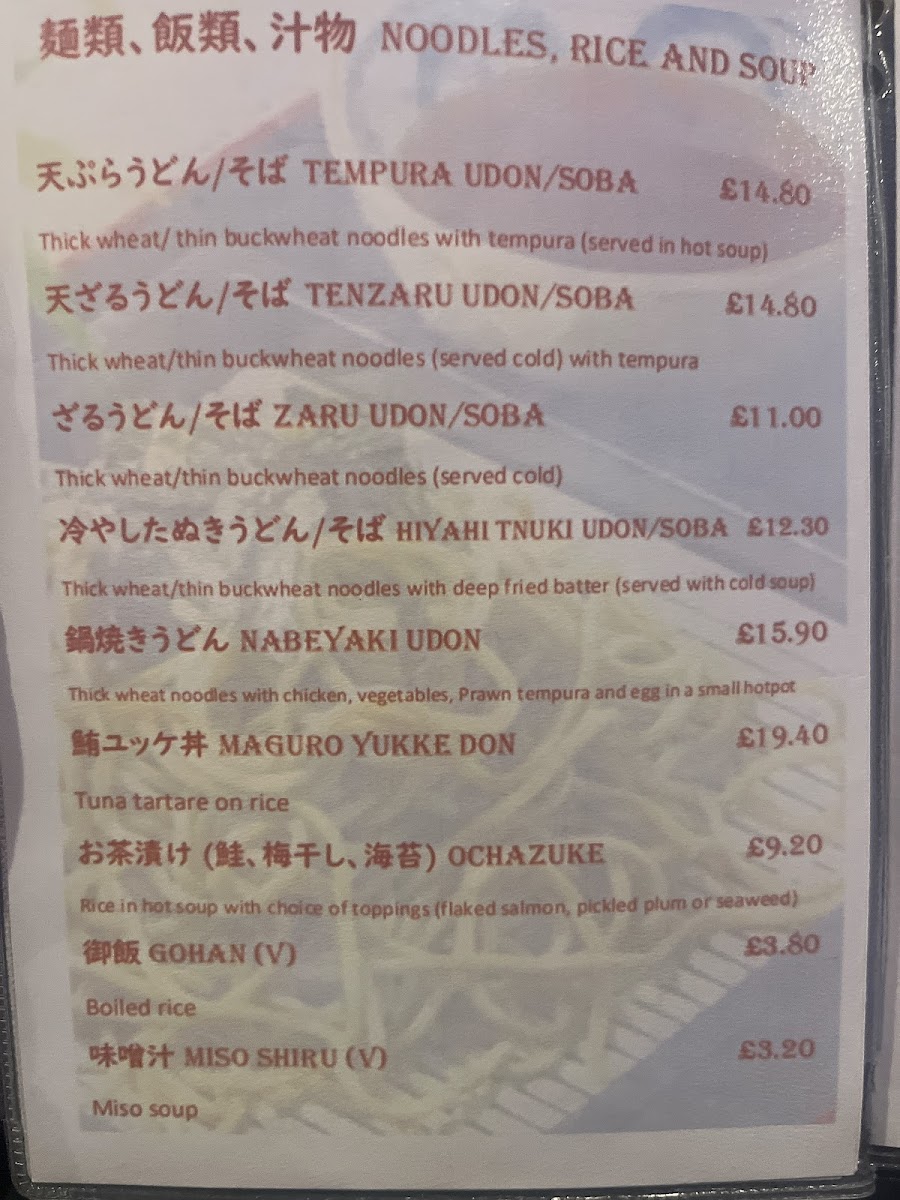 麺類、飯類、汁物 NOODLES, RICE AND SOUP
天ぷらうどん/そば TEMPURA UDON/SOBA £14.80
Thick wheat/ thin buckwheat noodles with tempura (served in hot soup)
天ざるうどん/そば TENZARU UDON/SOBA £14.80
Thick wheat/thin buckwheat noodles (served cold) with tempura
ざるうどん/そば ZARU UDON/SOBA £11.00
Thick wheat/thin buckwheat noodles (served cold)
冷やしたぬきうどん/そば HIYAHI TNUKI UDON/SOBA £12.30
Thick wheat/thin buckwheat noodles with deep fried batter (served with cold soup)
鍋焼きうどん NABEYAKI UDON £15.90
Thick wheat noodles with chicken, vegetables, Prawn tempura and egg in a small hotpot
鮪ユッケ丼 MAGURO YUKKE DON £19.40
Tuna tartare on rice
お茶漬け (鮭、梅干し、海苔) OCHAZUKE £9.20
Rice in hot soup with choice of toppings (flaked salmon, pickled plum or seaweed)
御飯 GOHAN (V) £3.80
Boiled rice
味噌汁 MISO SHIRU (V) £3.20
Miso soup